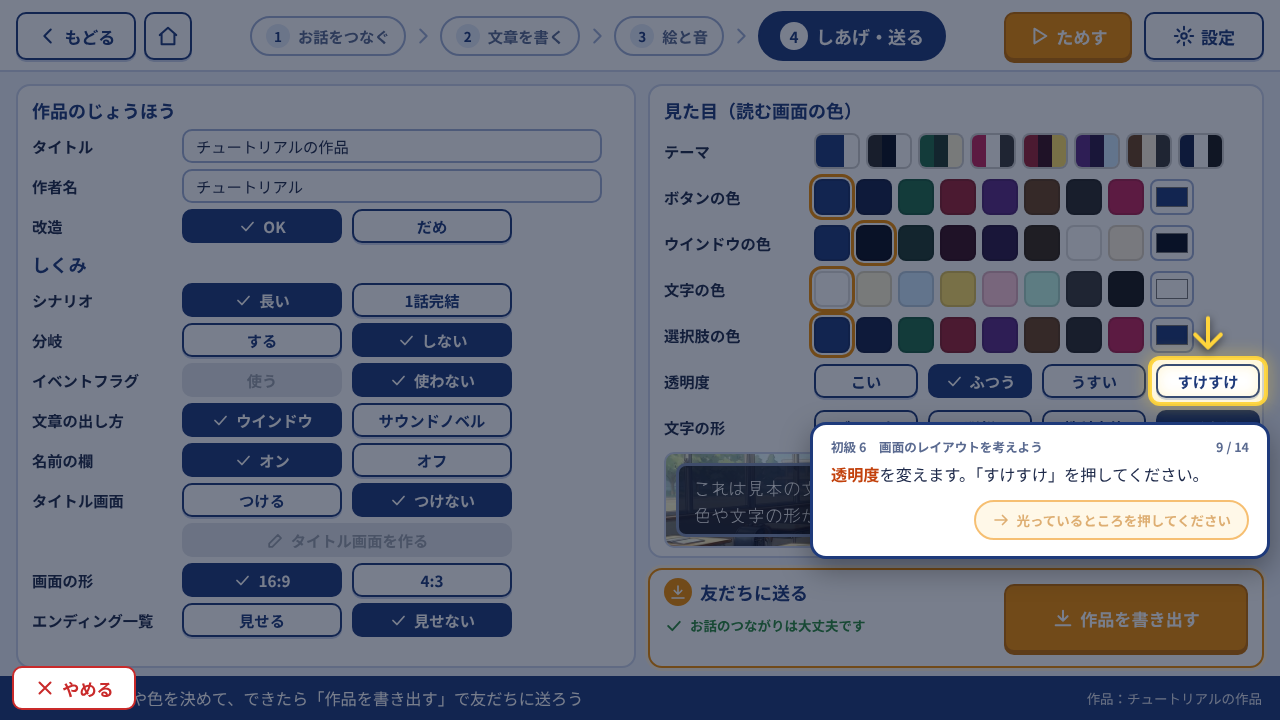 もどる
1 お話をつなぐ
2 文章を書く
3 絵と音
4 しあげ・送る
ためす
設定
作品のじょうほう
タイトル
チュートリアルの作品
作者名
チュートリアル
改造
OK
だめ
しくみ
シナリオ
長い
1話完結
分岐
する
しない
イベントフラグ
使う
使わない
文章の出し方
ウインドウ
サウンドノベル
名前の欄
オン
オフ
タイトル画面
つける
つけない
タイトル画面を作る
画面の形
16:9
4:3
エンディング一覧
見せる
見せない
見た目（読む画面の色）
テーマ
ボタンの色
ウインドウの色
文字の色
選択肢の色
透明度
こい
ふつう
うすい
すけすけ
文字の形
これは見本の文
色や文字の形が
初級 6　画面のレイアウトを考えよう
9 / 14
透明度を変えます。「すけすけ」を押してください。
光っているところを押してください
友だちに送る
お話のつながりは大丈夫です
作品を書き出す
やめる
や色を決めて、できたら「作品を書き出す」で友だちに送ろう
作品：チュートリアルの作品